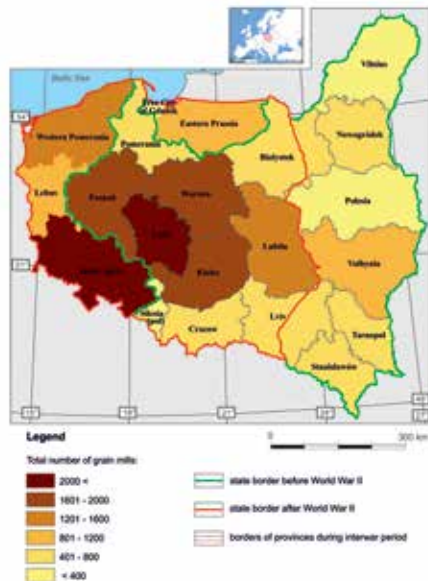 Baltic Sea
Vilnius
Free City
of Gdańsk
Eastern Prussia
Western Pomerania
Pomerania
Nowogródek
Białystok
Lubus
Poznań
Warsaw
Polesia
Łódź
Lublin
Volhynia
Kielce
Cracow
Lviv
Tarnopol
Stanisławów
Legend
0 300 km
Total number of grain mills:
2000 <
1601 - 2000
1201 - 1600
801 - 1200
401 - 800
< 400
state border before World War II
state border after World War II
borders of provinces during interwar period